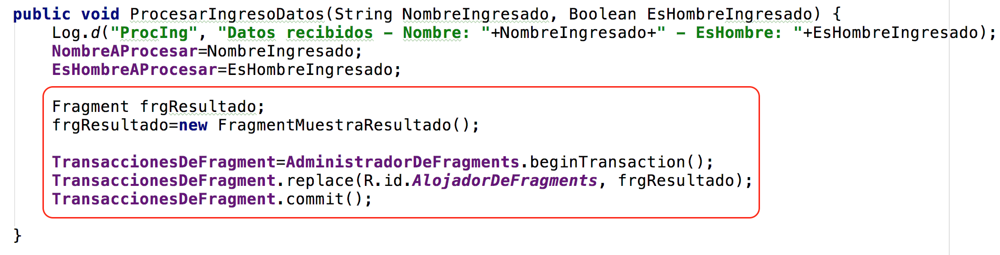 public void ProcesarIngresoDatos(String NombreIngresado, Boolean EsHombreIngresado) {
Log.d("ProcIng", "Datos recibidos – Nombre: "+NombreIngresado+" – EsHombre: "+EsHombreIngresado);
NombreAProcesar=NombreIngresado;
EsHombreAProcesar=EsHombreIngresado;
Fragment frgResultado;
frgResultado=new FragmentMuestraResultado();
TransaccionesDeFragment=AdministradorDeFragments.beginTransaction();
TransaccionesDeFragment.replace(R.id.AlojadorDeFragments, frgResultado);
TransaccionesDeFragment.commit();
}